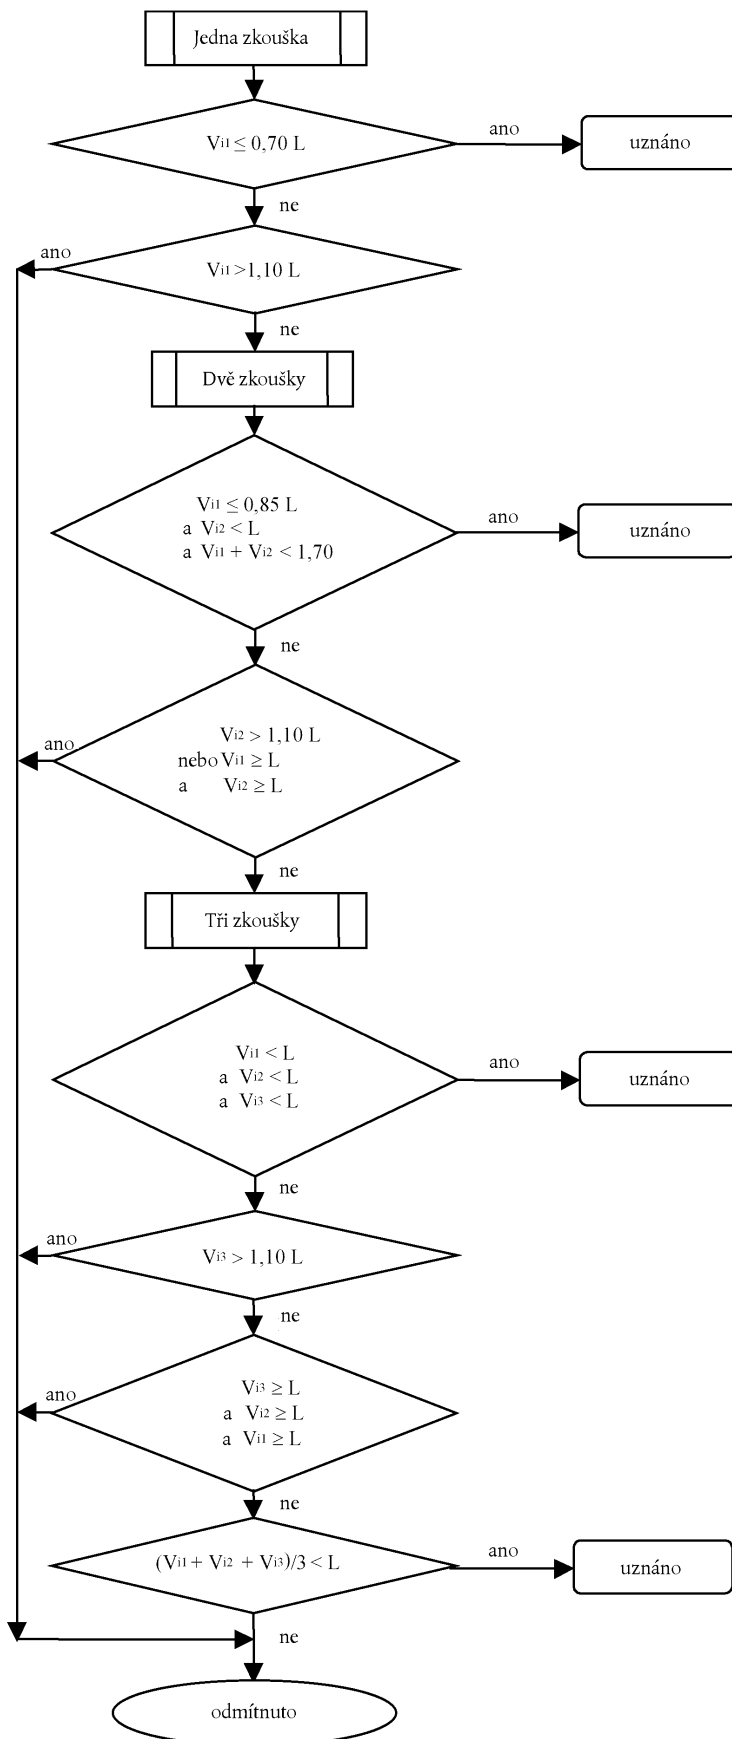 Jedna zkouška
Vi1 ≤ 0,70 L
ano
uznáno
ne
ano
Vi1 >1,10 L
ne
Dvě zkoušky
Vi1 ≤ 0,85 L
a Vi2 < L
a Vi1 + Vi2 < 1,70
ano
uznáno
ne
ano
Vi2 > 1,10 L
nebo Vi1 ≥ L
a Vi2 ≥ L
ne
Tři zkoušky
Vi1 < L
a Vi2 < L
a Vi3 < L
ano
uznáno
ne
ano
Vi3 > 1,10 L
ne
ano
Vi3 ≥ L
a Vi2 ≥ L
a Vi1 ≥ L
ne
(Vi1 + Vi2 + Vi3)/3 < L
ano
uznáno
ne
odmítnuto